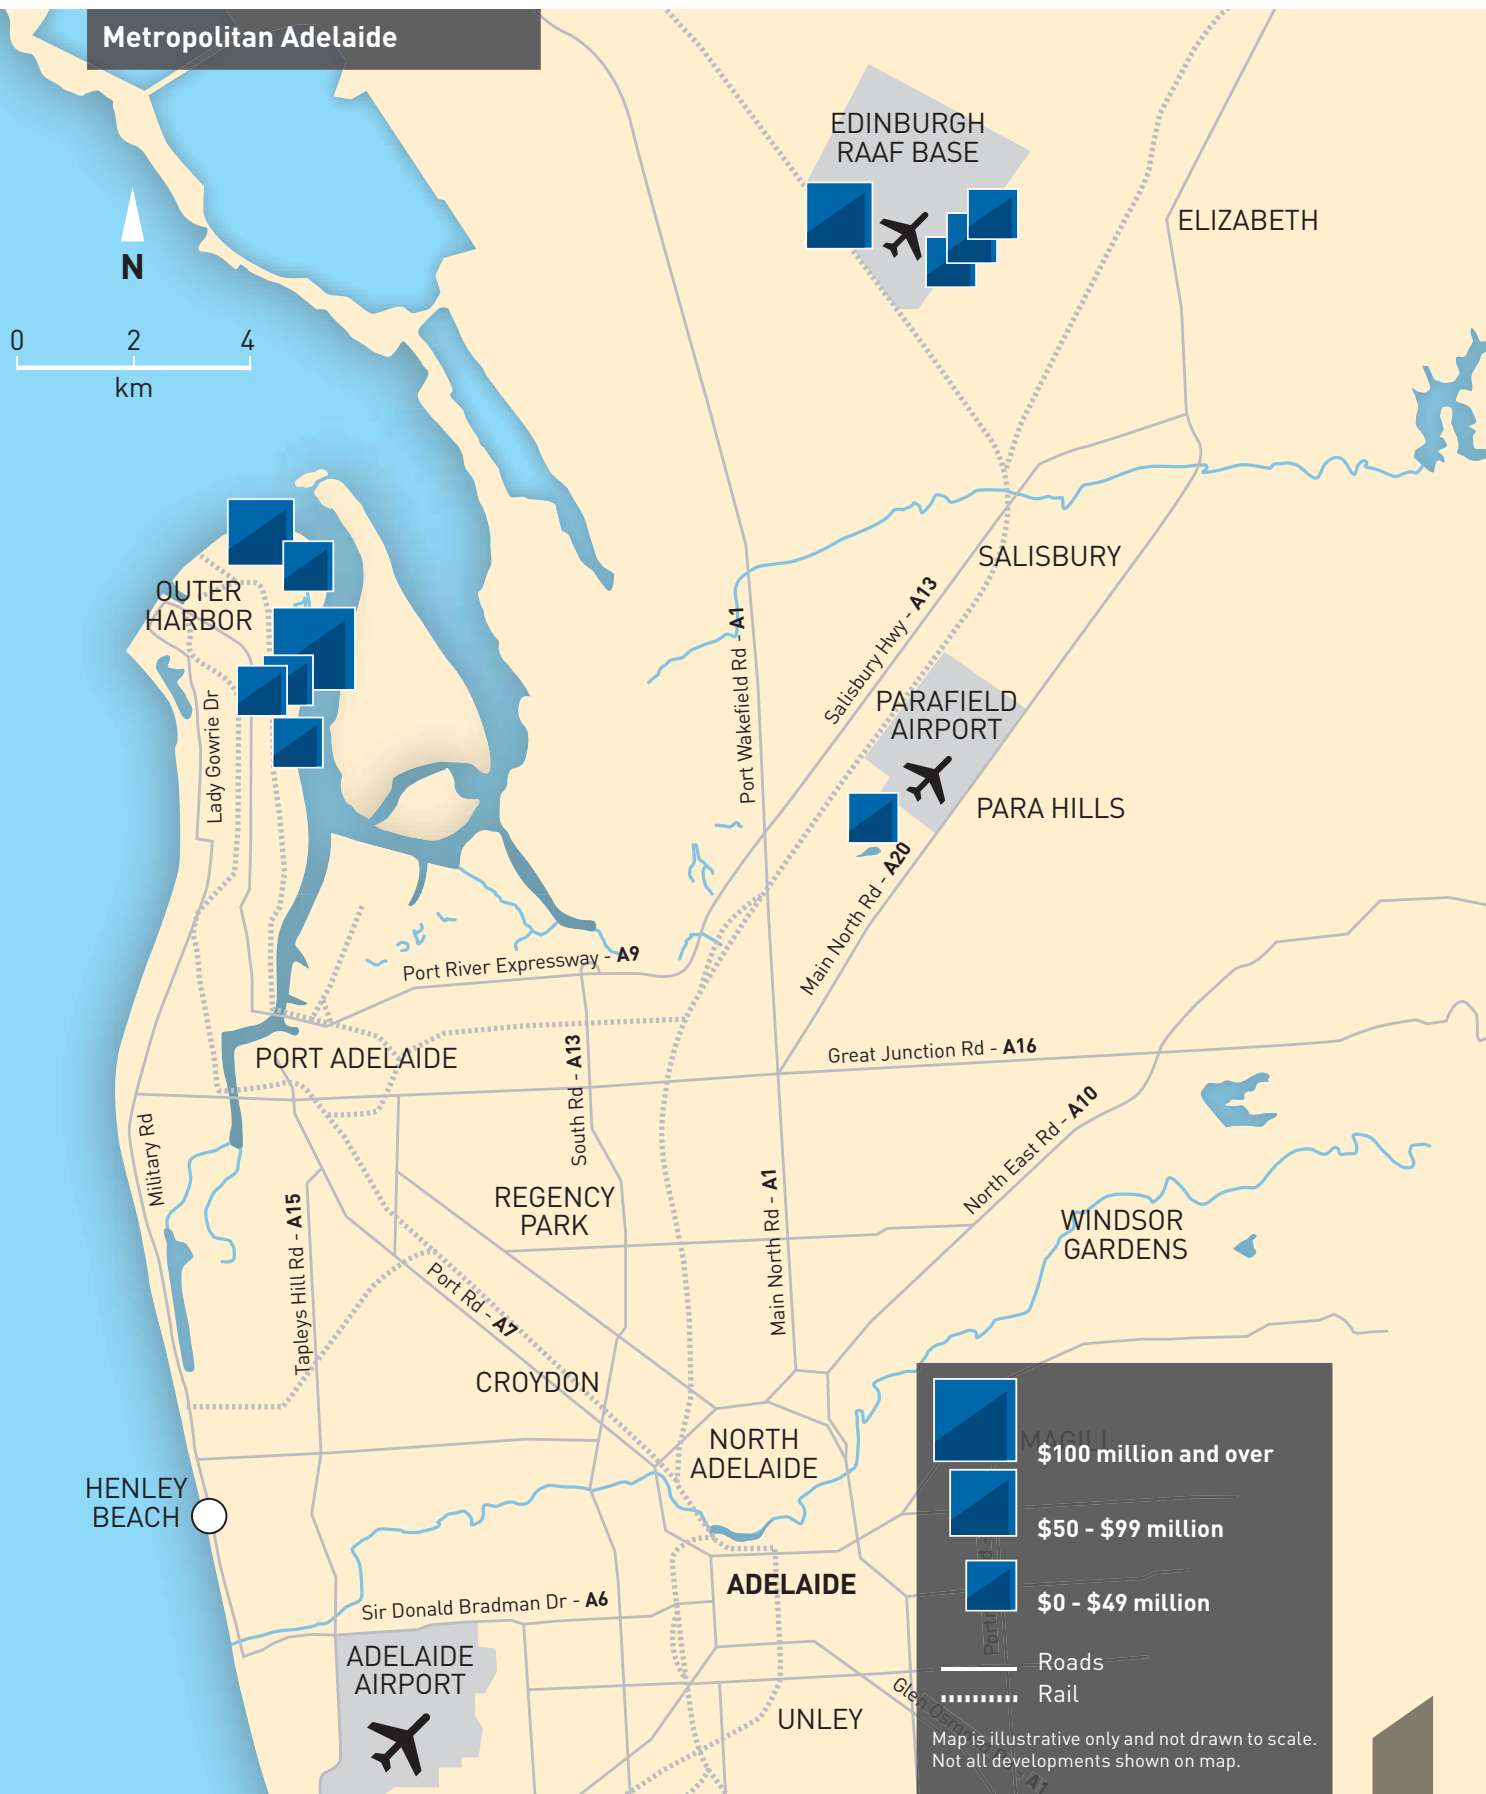 Metropolitan Adelaide
EDINBURGH
RAAF BASE
ELIZABETH
N
0 2 4
km
SALISBURY
OUTER
HARBOR
Salisbury Hwy - A13
Port Wakefield Rd - A1
PARAFIELD
AIRPORT
Lady Gowrie Dr
PARA HILLS
Main North Rd - A20
Port River Expressway - A9
PORT ADELAIDE
South Rd - A13
Great Junction Rd - A16
Military Rd
North East Rd - A10
REGENCY
PARK
Tapleys Hill Rd - A15
Main North Rd - A1
WINDSOR
GARDENS
Port Rd - A7
CROYDON
NORTH
ADELAIDE
MAGILL
$100 million and over
HENLEY
BEACH
$50 - $99 million
ADELAIDE
Sir Donald Bradman Dr - A6
$0 - $49 million
ADELAIDE
AIRPORT
Roads
Rail
UNLEY
Glen Osmond
A1
Map is illustrative only and not drawn to scale.
Not all developments shown on map.